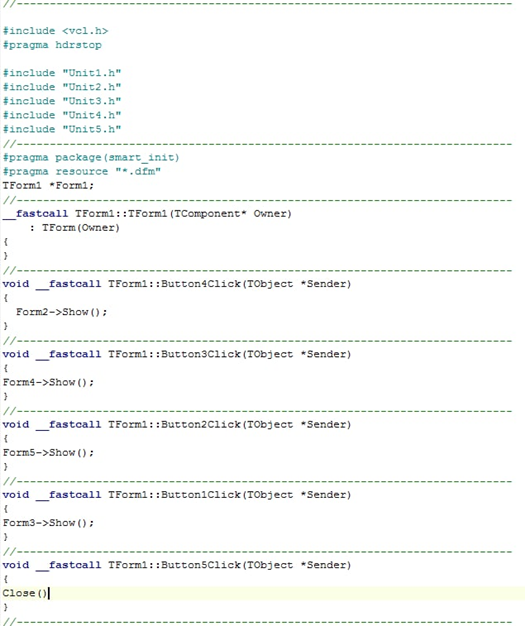 //---------------------------------------------------------------------------
#include <vcl.h>
#pragma hdrstop
#include "Unit1.h"
#include "Unit2.h"
#include "Unit3.h"
#include "Unit4.h"
#include "Unit5.h"
//---------------------------------------------------------------------------
#pragma package(smart_init)
#pragma resource "*.dfm"
TForm1 *Form1;
//---------------------------------------------------------------------------
__fastcall TForm1::TForm1(TComponent* Owner)
    : TForm(Owner)
{
}
//---------------------------------------------------------------------------
void __fastcall TForm1::Button4Click(TObject *Sender)
{
  Form2->Show();
}
//---------------------------------------------------------------------------
void __fastcall TForm1::Button3Click(TObject *Sender)
{
Form4->Show();
}
//---------------------------------------------------------------------------
void __fastcall TForm1::Button2Click(TObject *Sender)
{
Form5->Show();
}
//---------------------------------------------------------------------------
void __fastcall TForm1::Button1Click(TObject *Sender)
{
Form3->Show();
}
//---------------------------------------------------------------------------
void __fastcall TForm1::Button5Click(TObject *Sender)
{
Close()
}
//---------------------------------------------------------------------------